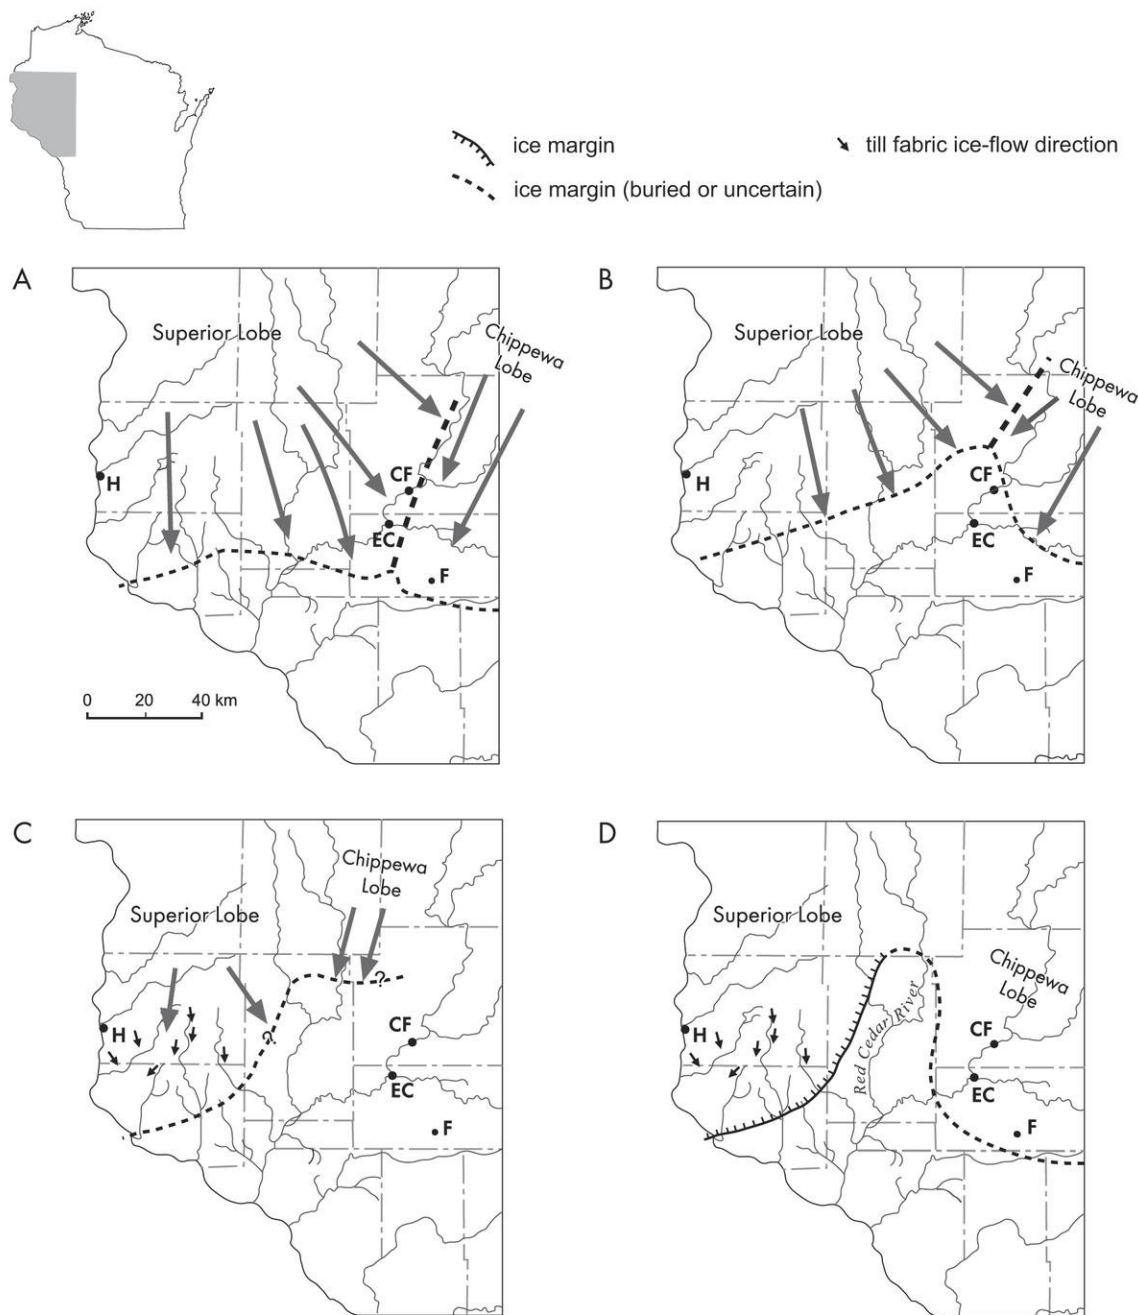 ice margin
ice margin (buried or uncertain)
till fabric ice-flow direction
A
Superior Lobe
Chippewa
Lobe
H
CF
EC
F
0 20 40 km
B
Superior Lobe
Chippewa
Lobe
H
CF
EC
F
C
Chippewa
Lobe
Superior Lobe
?
?
H
CF
EC
F
D
Superior Lobe
Chippewa
Lobe
Red Cedar River
H
CF
EC
F